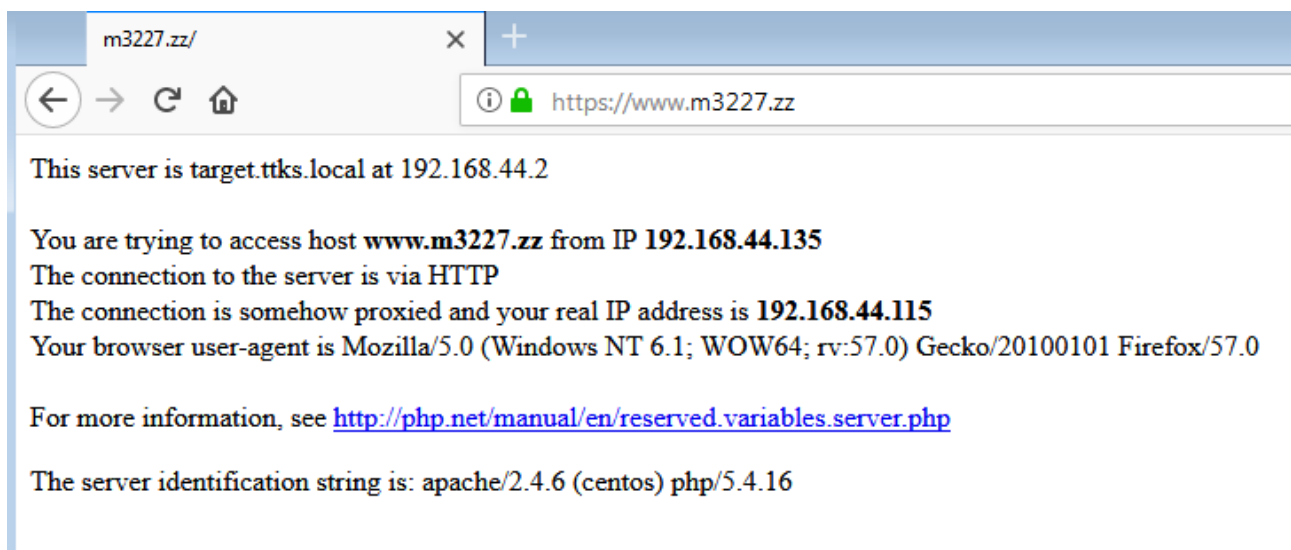 m3227.zz/
https://www.m3227.zz
This server is target.ttks.local at 192.168.44.2
You are trying to access host www.m3227.zz from IP 192.168.44.135
The connection to the server is via HTTP
The connection is somehow proxied and your real IP address is 192.168.44.115
Your browser user-agent is Mozilla/5.0 (Windows NT 6.1; WOW64; rv:57.0) Gecko/20100101 Firefox/57.0
For more information, see http://php.net/manual/en/reserved.variables.server.php
The server identification string is: apache/2.4.6 (centos) php/5.4.16